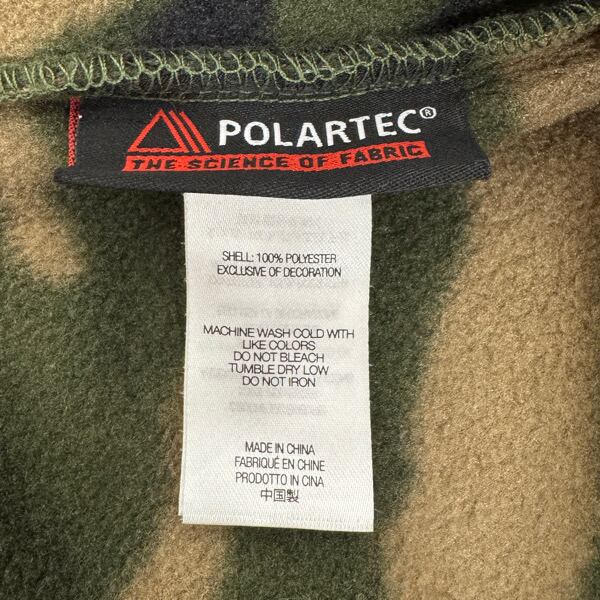 POLARTEC®
THE SCIENCE OF FABRIC
SHELL: 100% POLYESTER
EXCLUSIVE OF DECORATION
MACHINE WASH COLD WITH
LIKE COLORS
DO NOT BLEACH
TUMBLE DRY LOW
DO NOT IRON
MADE IN CHINA
FABRIQUÉ EN CHINE
PRODOTTO IN CINA
中国製